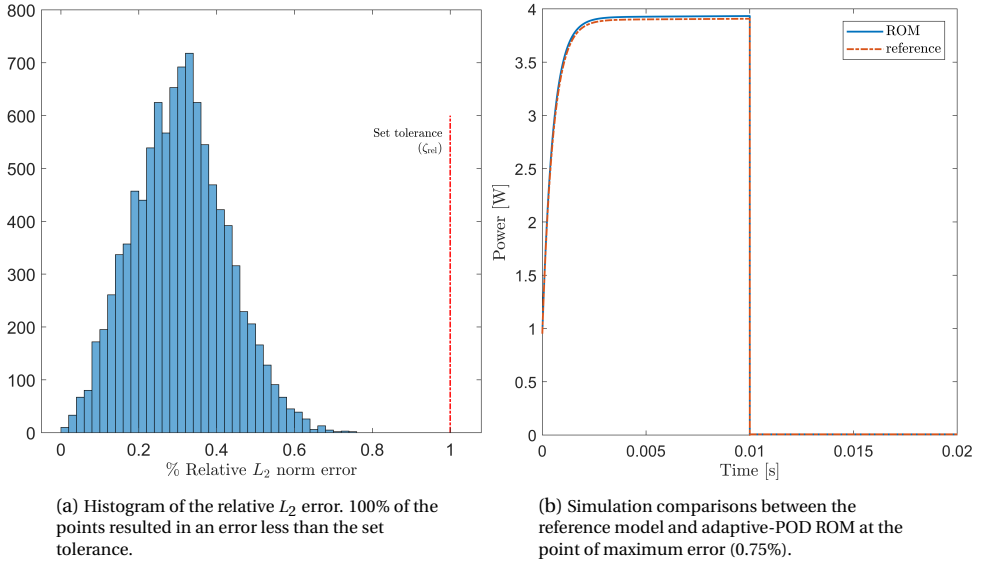 800
700
600
500
400
300
200
100
0
0
0.2
0.4
0.6
0.8
1
% Relative L₂ norm error
Set tolerance
(ζrel)
4
3.5
3
2.5
2
1.5
1
0.5
0
0
0.005
0.01
0.015
0.02
Power [W]
Time [s]
ROM
reference
(a) Histogram of the relative L₂ error. 100% of the
points resulted in an error less than the set
tolerance.
(b) Simulation comparisons between the
reference model and adaptive-POD ROM at the
point of maximum error (0.75%).